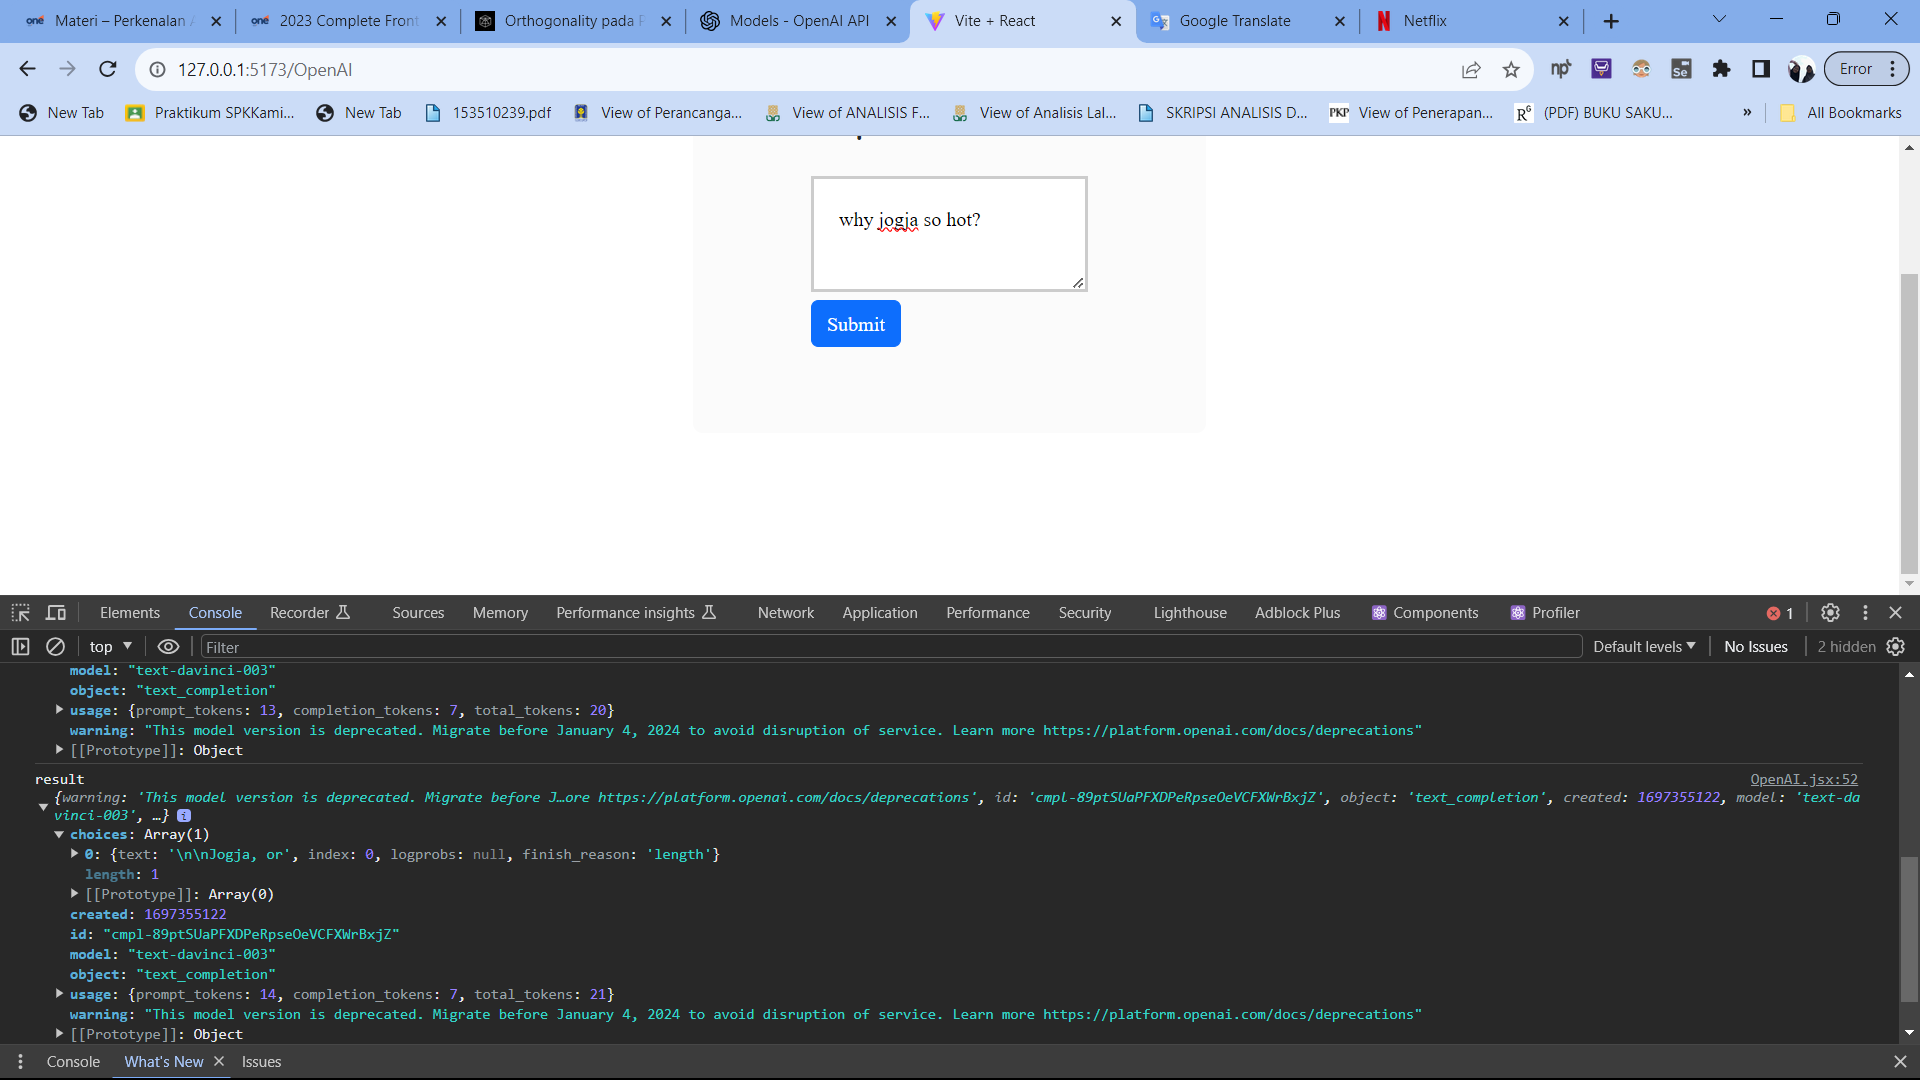 Materi – Perkenalan
2023 Complete Front
Orthogonality pada
Models - OpenAI API
Vite + React
Google Translate
Netflix
127.0.0.1:5173/OpenAI
Error
New Tab
Praktikum SPKKami...
New Tab
153510239.pdf
View of Perancanga...
View of ANALISIS F...
View of Analisis Lal...
SKRIPSI ANALISIS D...
PKP View of Penerapan...
(PDF) BUKU SAKU...
»
All Bookmarks
why jogja so hot?
Submit
Elements Console Recorder Sources Memory Performance insights Network Application Performance Security Lighthouse Adblock Plus Components Profiler 1
top Filter Default levels No Issues 2 hidden
model: "text-davinci-003"
object: "text_completion"
usage: {prompt_tokens: 13, completion_tokens: 7, total_tokens: 20}
warning: "This model version is deprecated. Migrate before January 4, 2024 to avoid disruption of service. Learn more https://platform.openai.com/docs/deprecations"
[[Prototype]]: Object
result OpenAI.jsx:52
{warning: 'This model version is deprecated. Migrate before J…ore https://platform.openai.com/docs/deprecations', id: 'cmpl-89ptSUaPFXDPeRpseOeVCFXWrBxjZ', object: 'text_completion', created: 1697355122, model: 'text-da
vinci-003', …}
choices: Array(1)
0: {text: '\n\nJogja, or', index: 0, logprobs: null, finish_reason: 'length'}
length: 1
[[Prototype]]: Array(0)
created: 1697355122
id: "cmpl-89ptSUaPFXDPeRpseOeVCFXWrBxjZ"
model: "text-davinci-003"
object: "text_completion"
usage: {prompt_tokens: 14, completion_tokens: 7, total_tokens: 21}
warning: "This model version is deprecated. Migrate before January 4, 2024 to avoid disruption of service. Learn more https://platform.openai.com/docs/deprecations"
[[Prototype]]: Object
Console What's New Issues